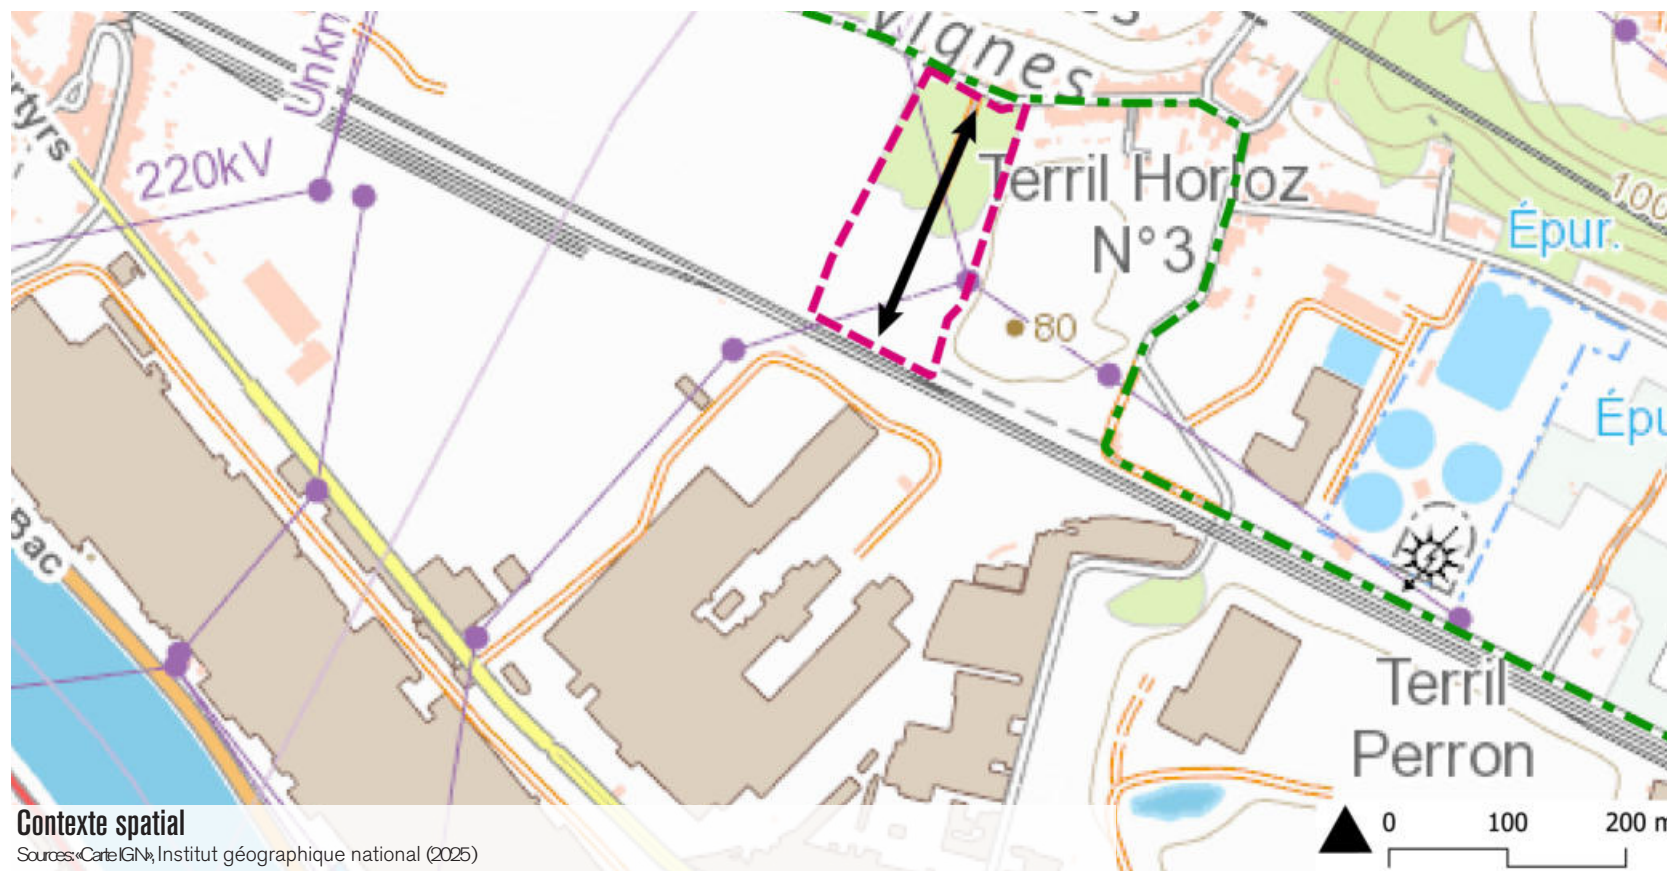 Vignes
Unkn
rtyrs
220kV
Terril Horloz
N°3
100
Épur.
80
Épu
Bac
Terril
Perron
Contexte spatial
Sources: «Carte IGN», Institut géographique national (2025)
0 100 200 m